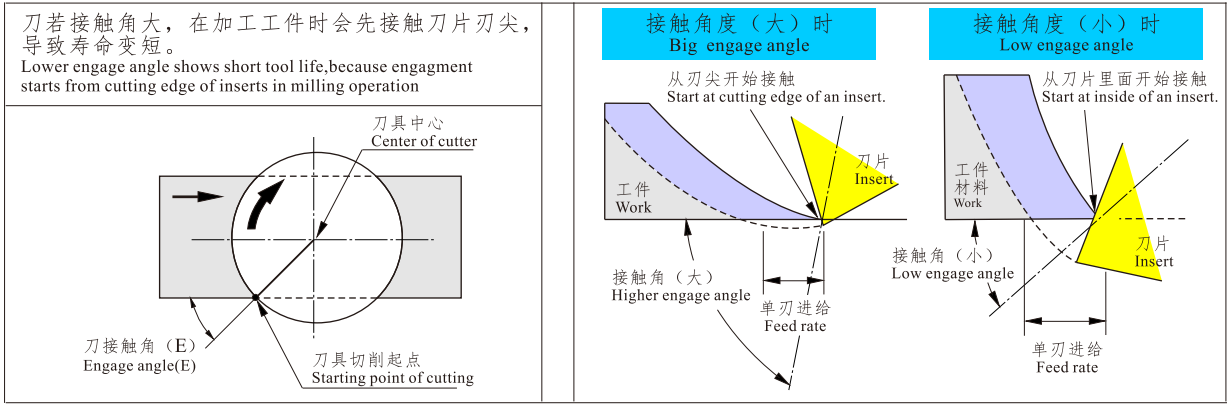 刀若接触角大，在加工工件时会先接触刀片刃尖，
导致寿命变短。
Lower engage angle shows short tool life,because engagment
starts from cutting edge of inserts in milling operation
刀具中心
Center of cutter
刀接触角（E）
Engage angle(E)
刀具切削起点
Starting point of cutting
接触角度（大）时
Big engage angle
从刃尖开始接触
Start at cutting edge of an insert.
刀片
Insert
工件
Work
接触角（大）
Higher engage angle
单刃进给
Feed rate
接触角度（小）时
Low engage angle
从刀片里面开始接触
Start at inside of an insert.
工件
材料
Work
刀片
Insert
接触角（小）
Low engage angle
单刃进给
Feed rate